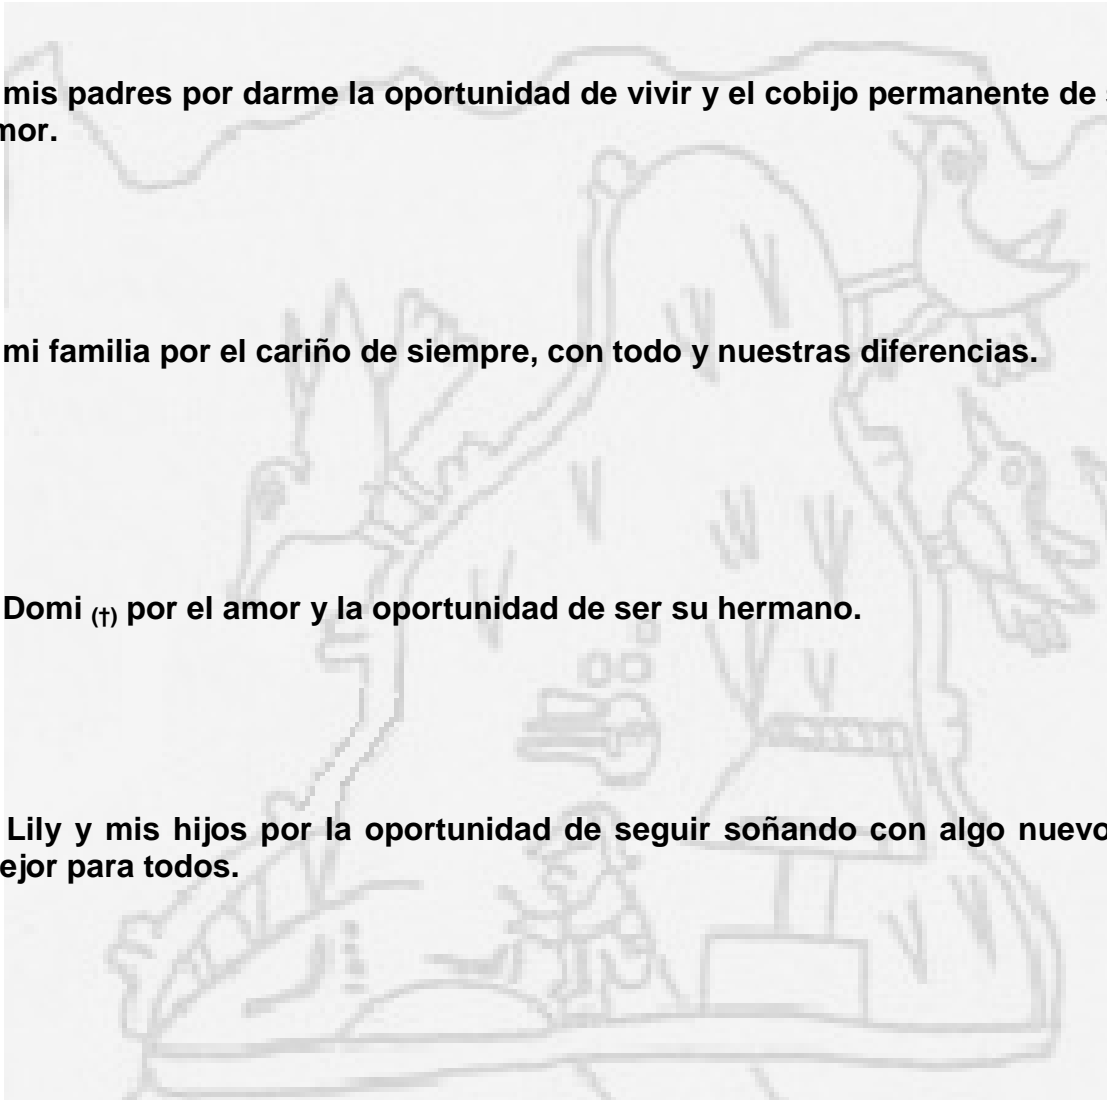 mis padres por darme la oportunidad de vivir y el cobijo permanente de
mor.
mi familia por el cariño de siempre, con todo y nuestras diferencias.
Domi (†) por el amor y la oportunidad de ser su hermano.
Lily y mis hijos por la oportunidad de seguir soñando con algo nuevo
ejor para todos.